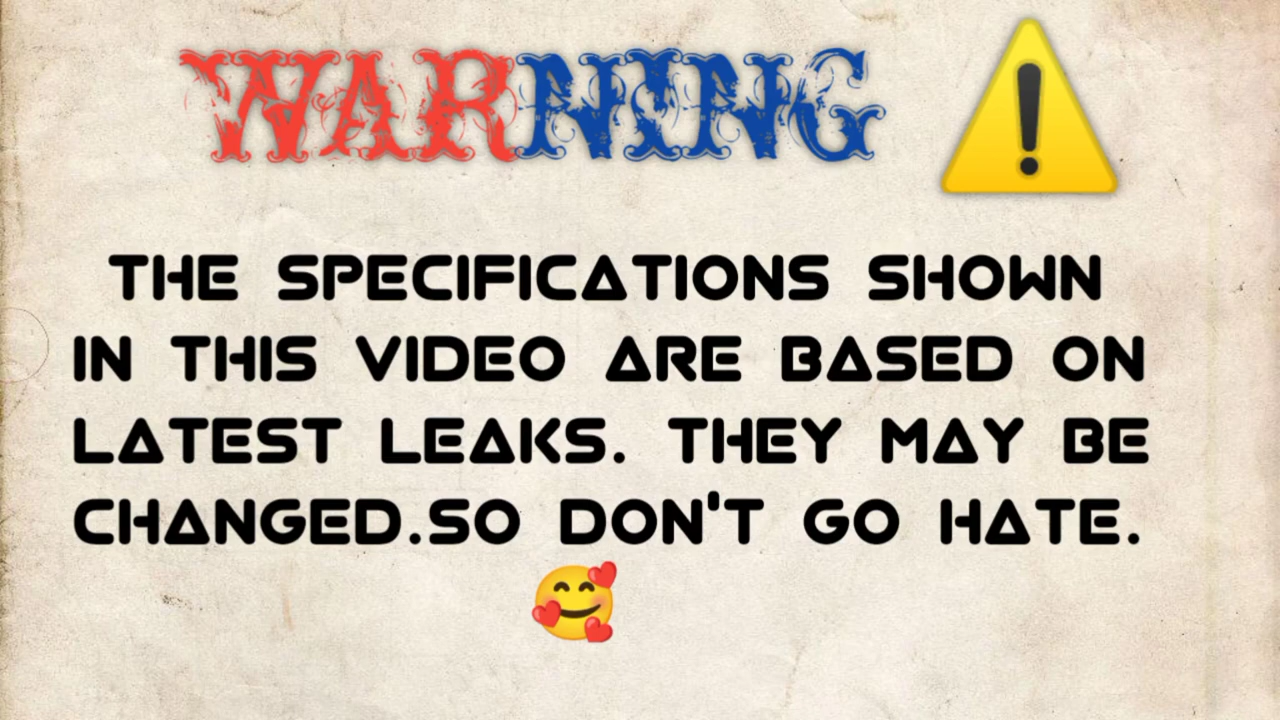 WARNING ⚠️
THE SPECIFICATIONS SHOWN
IN THIS VIDEO ARE BASED ON
LATEST LEAKS. THEY MAY BE
CHANGED.SO DON'T GO HATE.
🥰